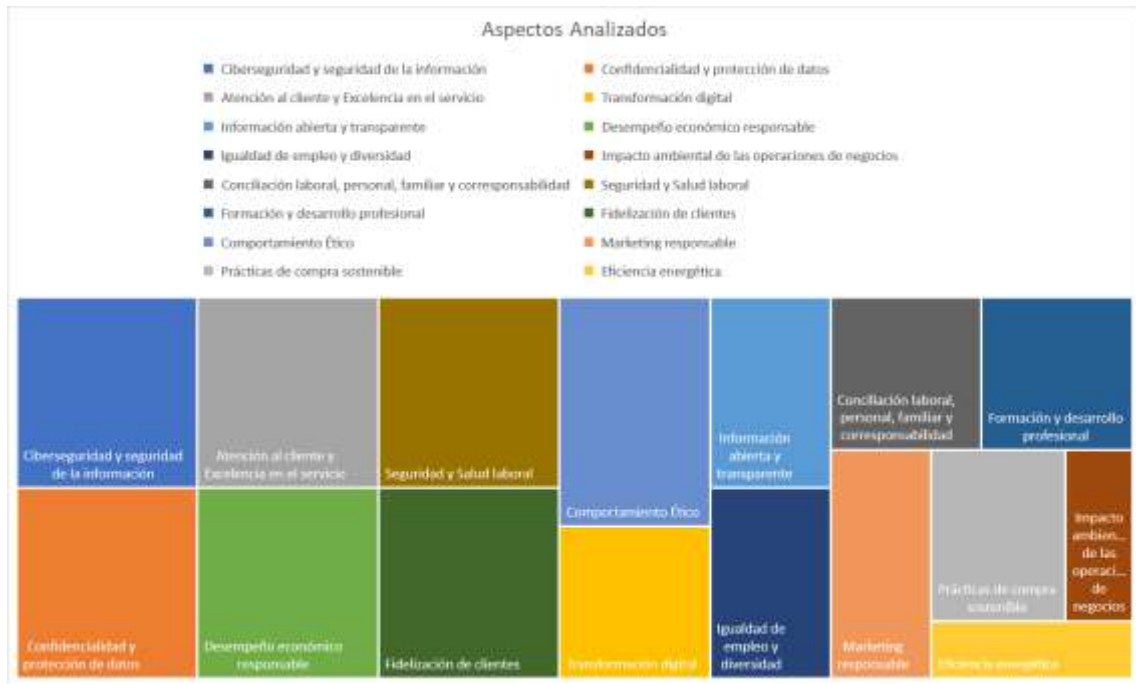 Aspectos Analizados
Ciberseguridad y seguridad de la información
Confidencialidad y protección de datos
Atención al cliente y Excelencia en el servicio
Transformación digital
Información abierta y transparente
Desempeño económico responsable
Igualdad de empleo y diversidad
Impacto ambiental de las operaciones de negocios
Conciliación laboral, personal, familiar y corresponsabilidad
Seguridad y Salud laboral
Formación y desarrollo profesional
Fidelización de clientes
Comportamiento Ético
Marketing responsable
Prácticas de compra sostenible
Eficiencia energética
Ciberseguridad y seguridad
de la información
Atención al cliente y
Excelencia en el servicio
Seguridad y Salud laboral
Comportamiento Ético
Información
abierta y
transparente
Conciliación laboral,
personal, familiar y
corresponsabilidad
Formación y desarrollo
profesional
Confidencialidad y
protección de datos
Desempeño económico
responsable
Fidelización de clientes
Transformación digital
Igualdad de
empleo y
diversidad
Marketing
responsable
Prácticas de compra
sostenible
Impacto
ambien...
de las
operaci...
de
negocios
Eficiencia energética